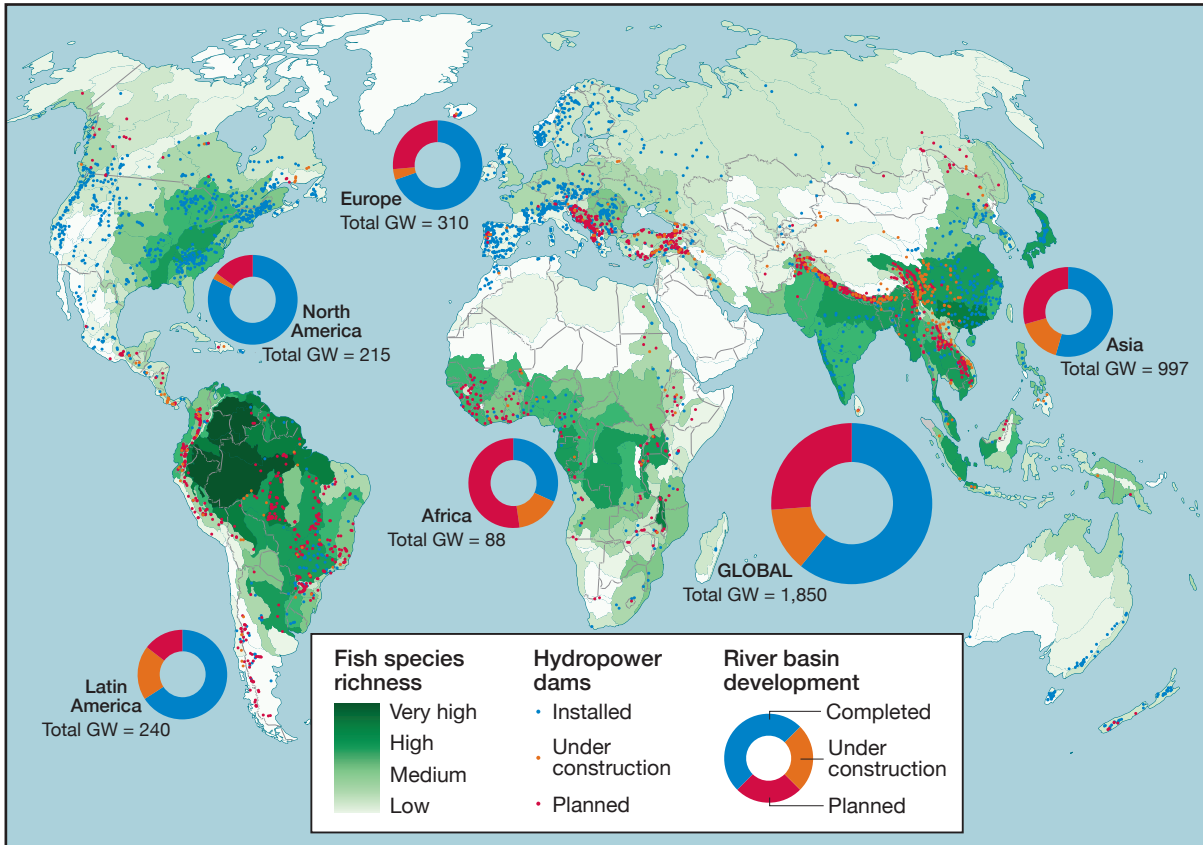 Europe
Total GW = 310
North
America
Total GW = 215
Asia
Total GW = 997
Africa
Total GW = 88
GLOBAL
Total GW = 1,850
Latin
America
Total GW = 240
Fish species
richness
Very high
High
Medium
Low
Hydropower
dams
Installed
Under
construction
Planned
River basin
development
Completed
Under
construction
Planned